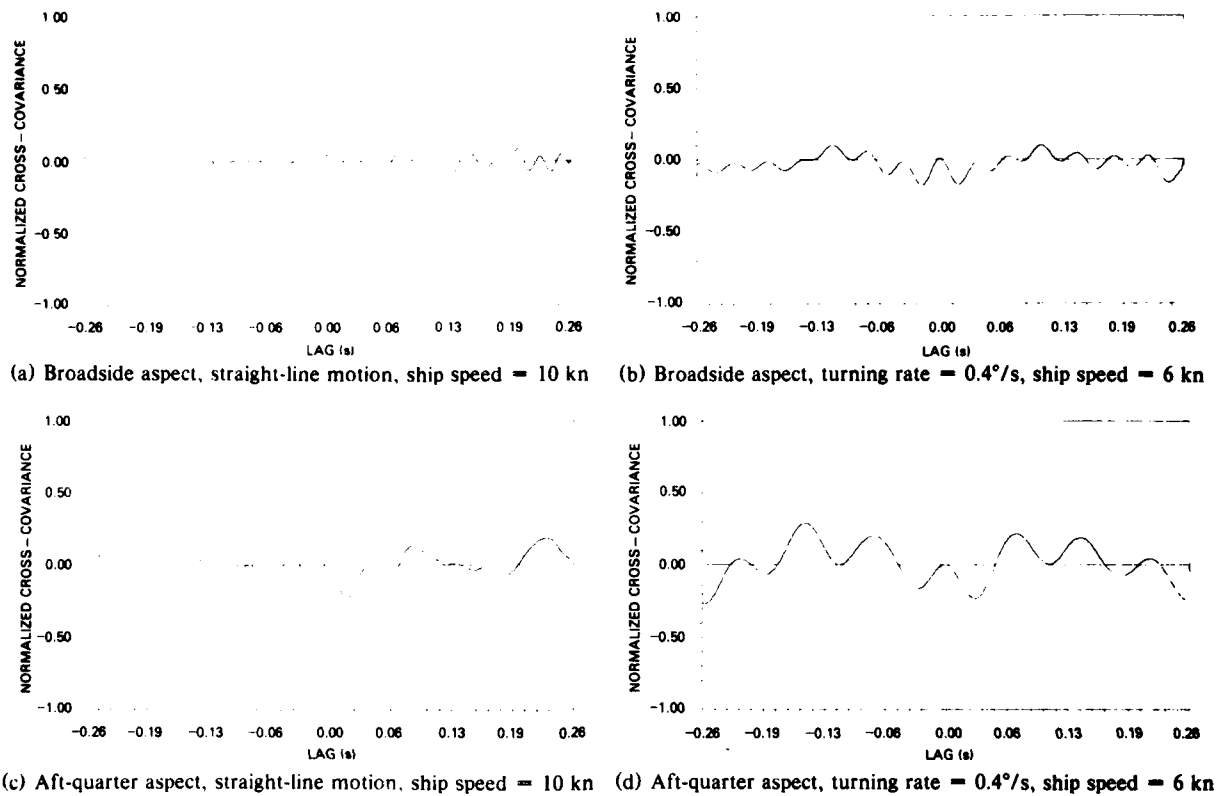 1.00
0.50
0.00
-0.50
-1.00
NORMALIZED CROSS-COVARIANCE
-0.26 -0.19 -0.13 -0.06 0.00 0.06 0.13 0.19 0.26
LAG (s)
(a) Broadside aspect, straight-line motion, ship speed = 10 kn
1.00
0.50
0.00
-0.50
-1.00
NORMALIZED CROSS-COVARIANCE
-0.26 -0.19 -0.13 -0.06 0.00 0.06 0.13 0.19 0.26
LAG (s)
(b) Broadside aspect, turning rate = 0.4°/s, ship speed = 6 kn
1.00
0.50
0.00
-0.50
-1.00
NORMALIZED CROSS-COVARIANCE
-0.26 -0.19 -0.13 -0.06 0.00 0.06 0.13 0.19 0.26
LAG (s)
(c) Aft-quarter aspect, straight-line motion, ship speed = 10 kn
1.00
0.50
0.00
-0.50
-1.00
NORMALIZED CROSS-COVARIANCE
-0.26 -0.19 -0.13 -0.06 0.00 0.06 0.13 0.19 0.26
LAG (s)
(d) Aft-quarter aspect, turning rate = 0.4°/s, ship speed = 6 kn